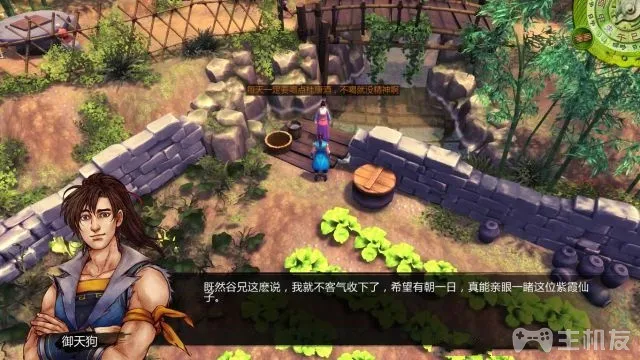 每天一定要喝点桂康酒，不喝就没精神啊
既然谷兄这麽说，我就不客气收下了，希望有朝一日，真能亲眼一睹这位紫霞仙
子。
御天狗
主机友